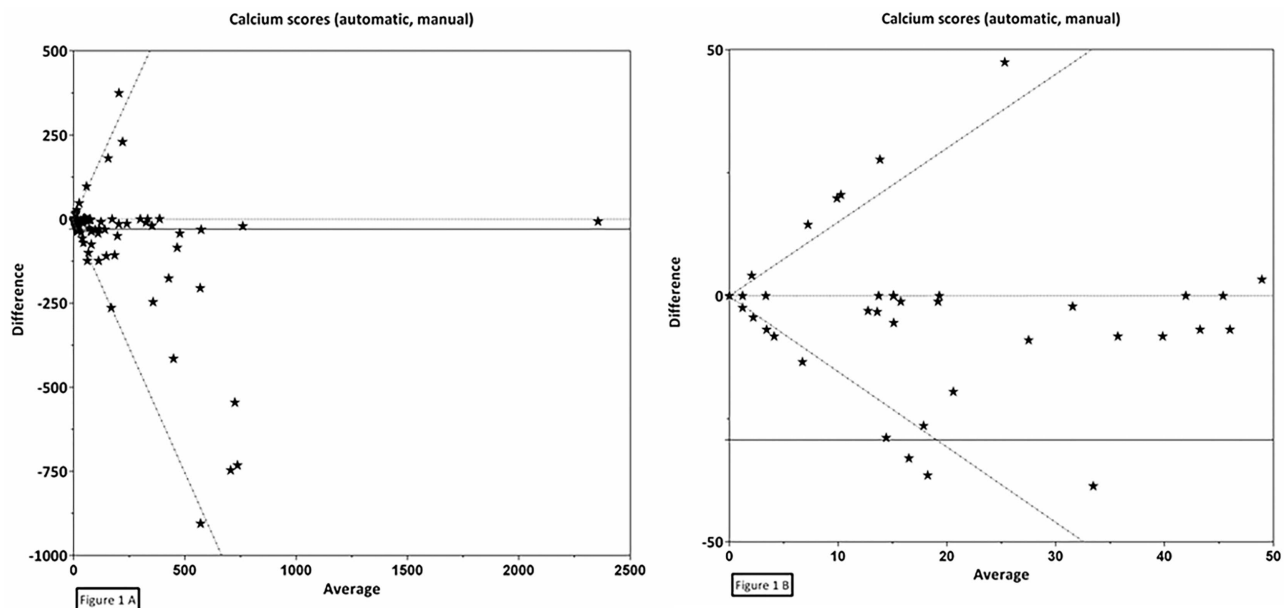 Calcium scores (automatic, manual)
500
250
0
-250
-500
-750
-1000
Difference
0
500
1000
1500
2000
2500
Average
Figure 1 A
Calcium scores (automatic, manual)
50
0
-50
Difference
0
10
20
30
40
50
Average
Figure 1 B